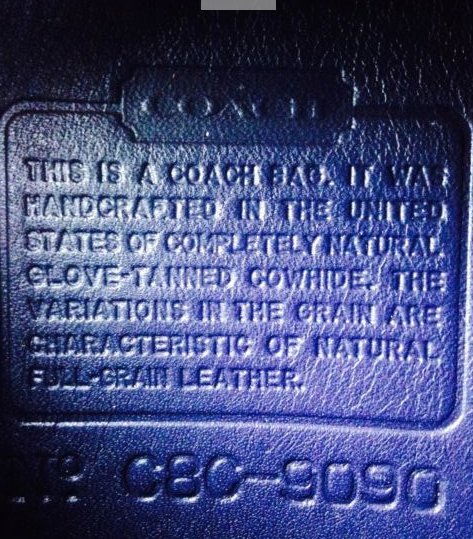 COACH
THIS IS A COACH BAG. IT WAS
HANDCRAFTED IN THE UNITED
STATES OF COMPLETELY NATURAL
GLOVE-TANNED COWHIDE. THE
VARIATIONS IN THE GRAIN ARE
CHARACTERISTIC OF NATURAL
FULL-GRAIN LEATHER.
No C8C-9090